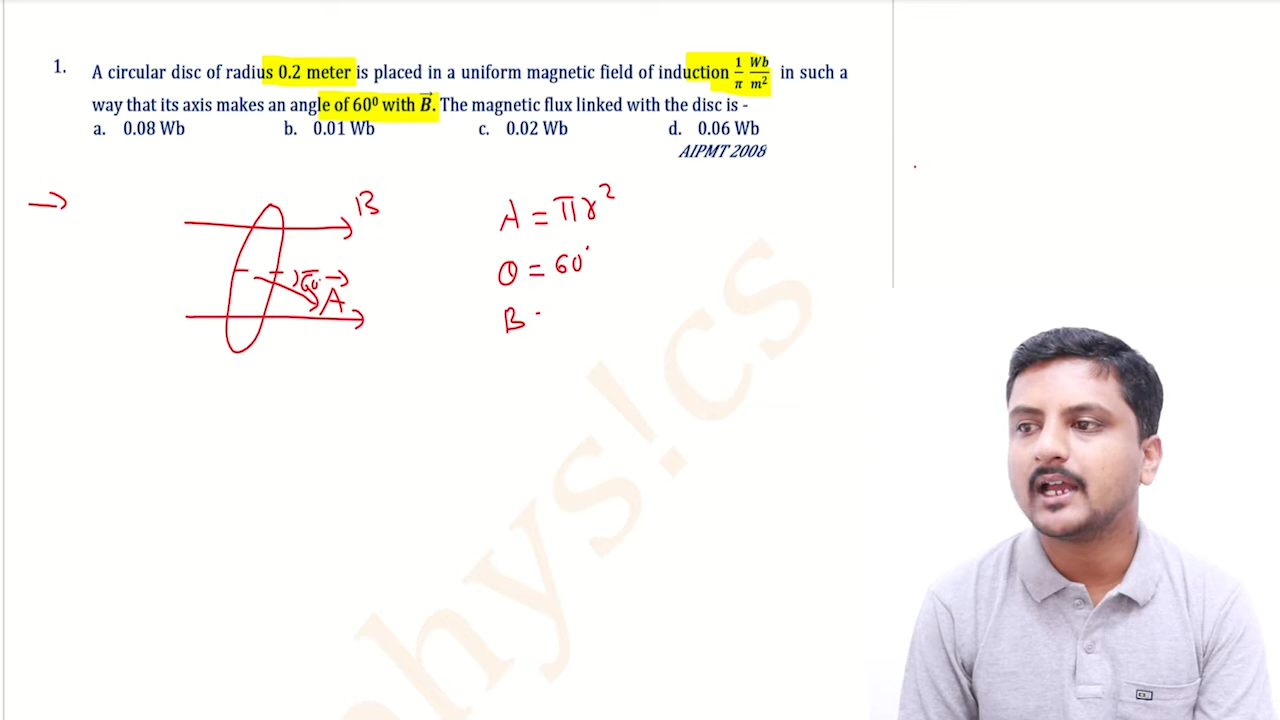 1. A circular disc of radius 0.2 meter is placed in a uniform magnetic field of induction 1/π Wb/m² in such a
way that its axis makes an angle of 60⁰ with B⃗. The magnetic flux linked with the disc is -
a. 0.08 Wb b. 0.01 Wb c. 0.02 Wb d. 0.06 Wb
AIPMT 2008
→ B A = πr²
60° θ = 60°
A B
hys!cs